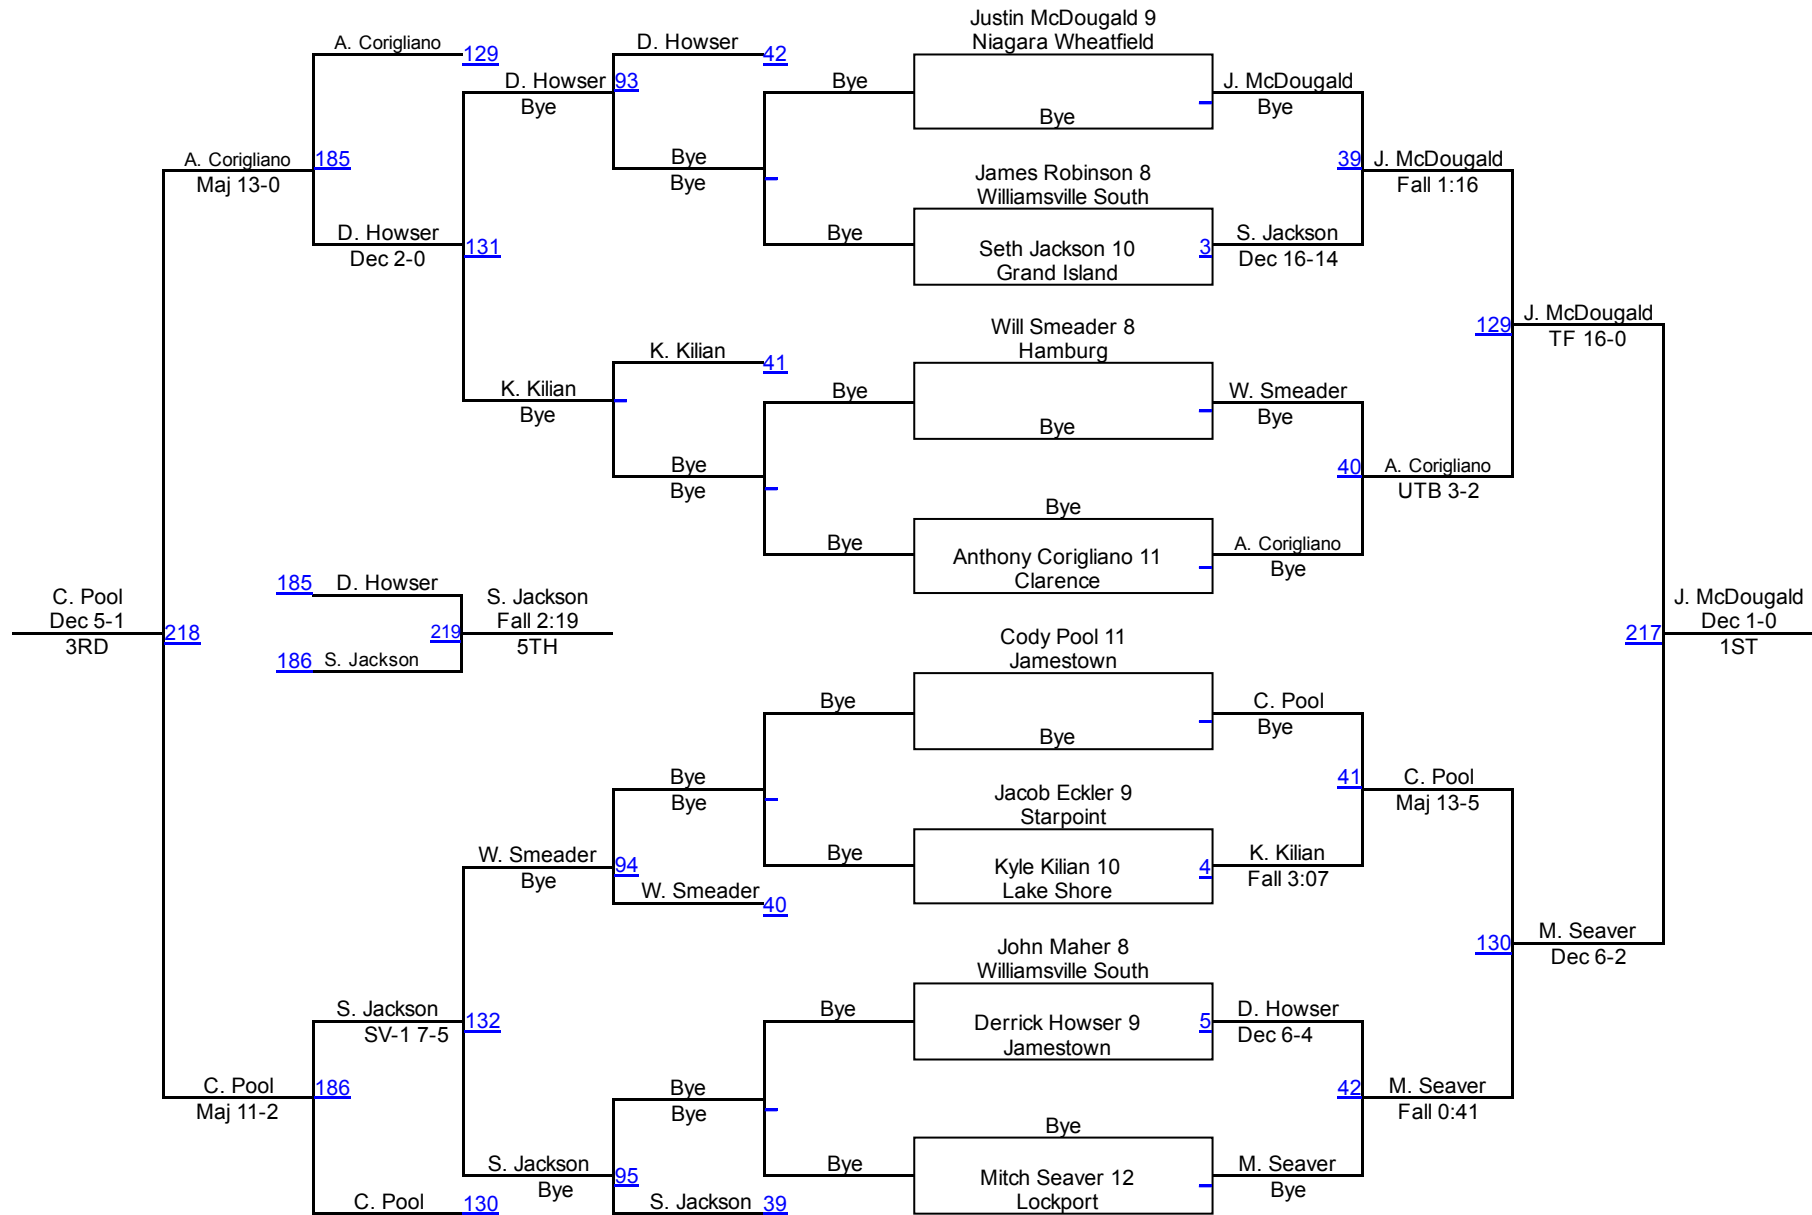 Justin McDougald 9
Niagara Wheatfield
A. Corigliano
129
D. Howser
42
D. Howser
93
Bye
Bye
J. McDougald
Bye
Bye
A. Corigliano
185
Maj 13-0
Bye
Bye
James Robinson 8
Williamsville South
39
J. McDougald
Fall 1:16
D. Howser
131
Dec 2-0
Bye
Seth Jackson 10
Grand Island
3
S. Jackson
Dec 16-14
Will Smeader 8
Hamburg
129
J. McDougald
TF 16-0
K. Kilian
41
K. Kilian
Bye
Bye
Bye
W. Smeader
Bye
Bye
Bye
40
A. Corigliano
UTB 3-2
Bye
Bye
Anthony Corigliano 11
Clarence
A. Corigliano
Bye
C. Pool
Dec 5-1
3RD
218
185
D. Howser
219
186
S. Jackson
S. Jackson
Fall 2:19
5TH
Cody Pool 11
Jamestown
217
J. McDougald
Dec 1-0
1ST
Bye
Bye
C. Pool
Bye
Bye
Bye
Jacob Eckler 9
Starpoint
41
C. Pool
Maj 13-5
W. Smeader
Bye
94
W. Smeader
40
Bye
Kyle Kilian 10
Lake Shore
4
K. Kilian
Fall 3:07
John Maher 8
Williamsville South
130
M. Seaver
Dec 6-2
S. Jackson
SV-1 7-5
132
Bye
Derrick Howser 9
Jamestown
5
D. Howser
Dec 6-4
C. Pool
Maj 11-2
186
Bye
Bye
Bye
42
M. Seaver
Fall 0:41
S. Jackson
Bye
95
Bye
Mitch Seaver 12
Lockport
M. Seaver
Bye
C. Pool
130
S. Jackson
39